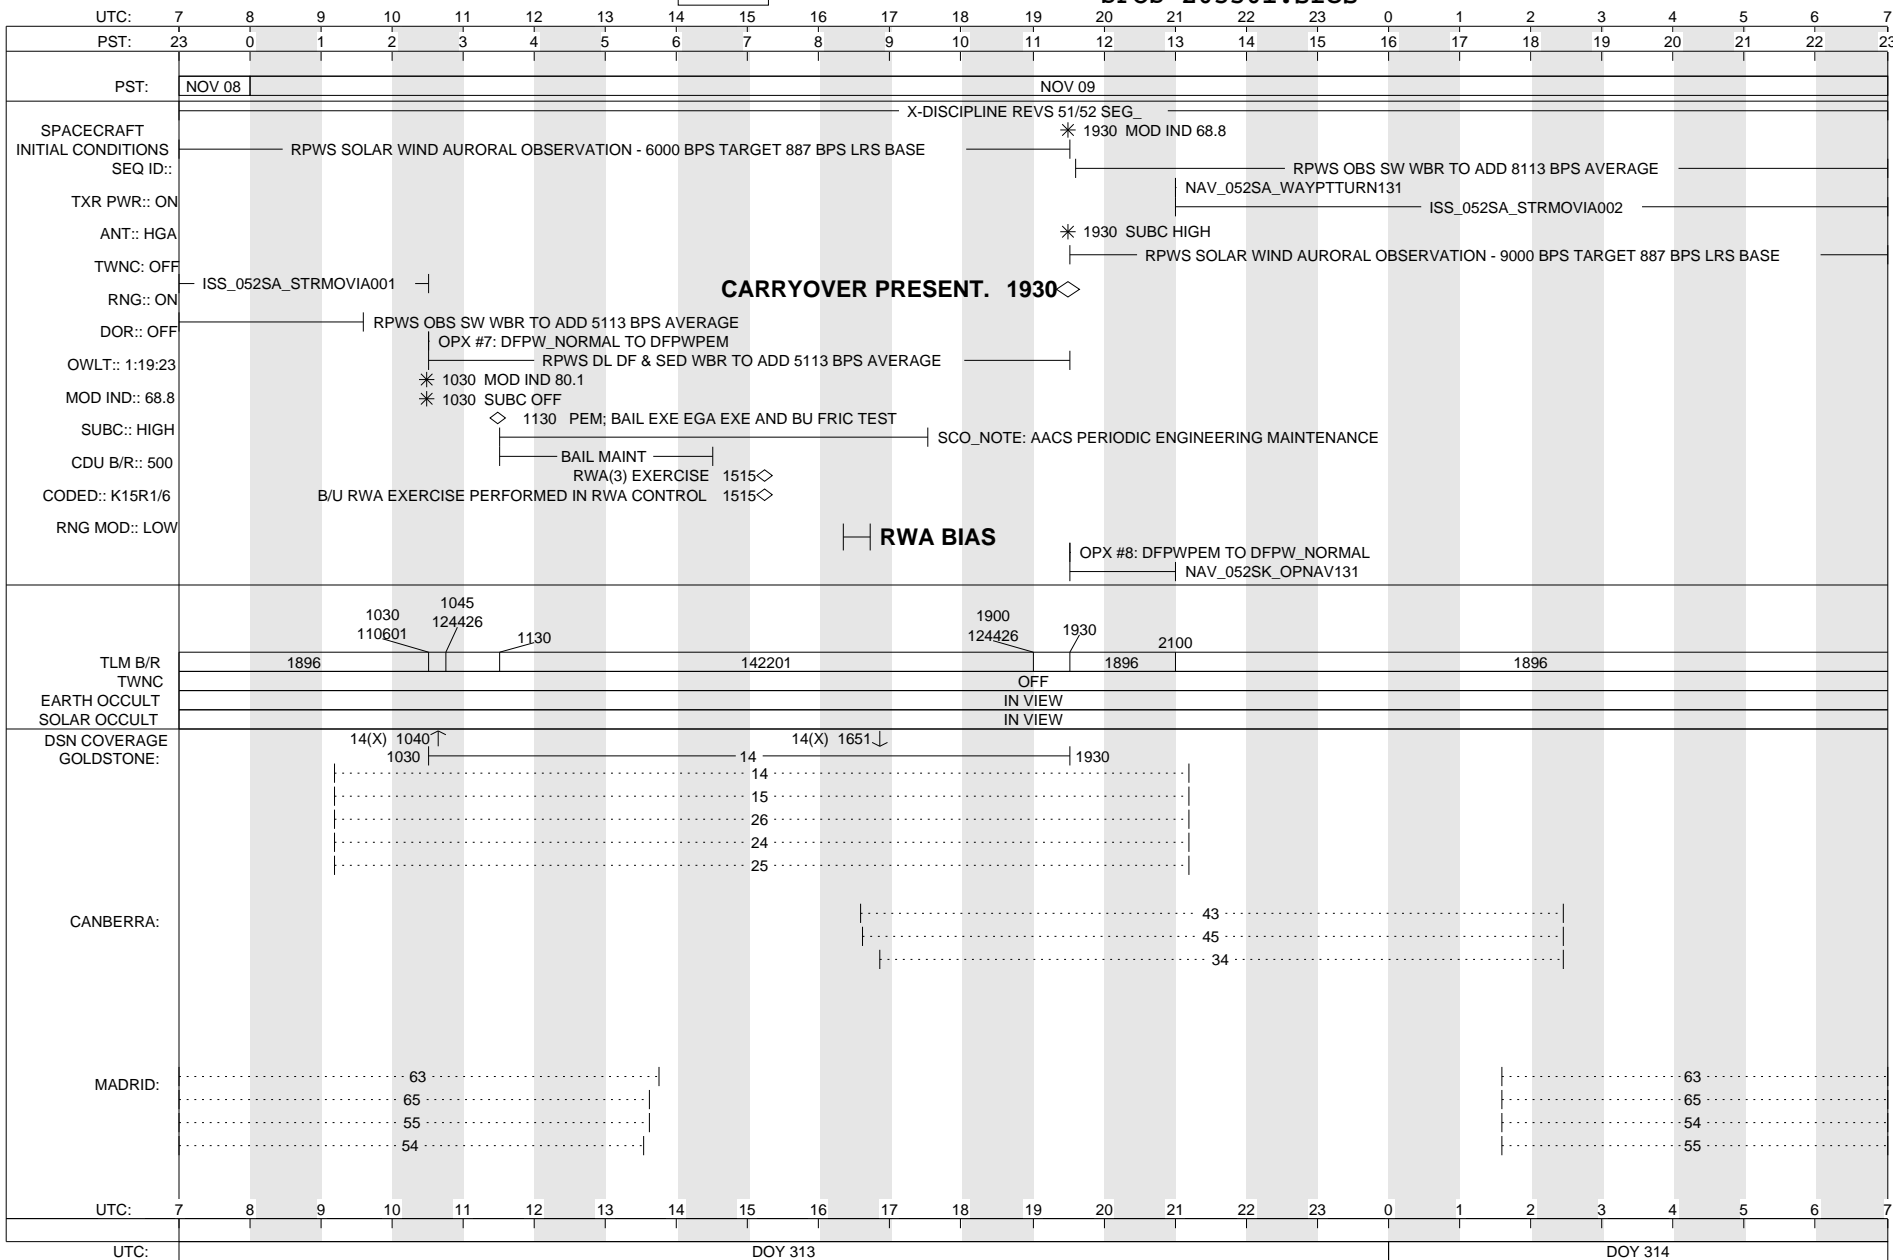 UTC: 7 8 9 10 11 12 13 14 15 16 17 18 19 20 21 22 23 0 1 2 3 4 5 6 7
PST: 23 0 1 2 3 4 5 6 7 8 9 10 11 12 13 14 15 16 17 18 19 20 21 22 23
PST: NOV 08 NOV 09
X-DISCIPLINE REVS 51/52 SEG_
SPACECRAFT
INITIAL CONDITIONS
1930 MOD IND 68.8
RPWS SOLAR WIND AURORAL OBSERVATION - 6000 BPS TARGET 887 BPS LRS BASE
SEQ ID::
RPWS OBS SW WBR TO ADD 8113 BPS AVERAGE
NAV_052SA_WAYPTTURN131
TXR PWR:: ON
ISS_052SA_STRMOVIA002
ANT:: HGA
1930 SUBC HIGH
RPWS SOLAR WIND AURORAL OBSERVATION - 9000 BPS TARGET 887 BPS LRS BASE
TWNC: OFF
ISS_052SA_STRMOVIA001
CARRYOVER PRESENT. 1930
RNG:: ON
RPWS OBS SW WBR TO ADD 5113 BPS AVERAGE
DOR:: OFF
OPX #7: DFPW_NORMAL TO DFPWPEM
OWLT:: 1:19:23
RPWS DL DF & SED WBR TO ADD 5113 BPS AVERAGE
1030 MOD IND 80.1
MOD IND:: 68.8
1030 SUBC OFF
1130 PEM; BAIL EXE EGA EXE AND BU FRIC TEST
SUBC:: HIGH
SCO_NOTE: AACS PERIODIC ENGINEERING MAINTENANCE
BAIL MAINT
CDU B/R:: 500
RWA(3) EXERCISE 1515
CODED:: K15R1/6
B/U RWA EXERCISE PERFORMED IN RWA CONTROL 1515
RNG MOD:: LOW
RWA BIAS
OPX #8: DFPWPEM TO DFPW_NORMAL
NAV_052SK_OPNAV131
1030 1045 1900
110601 124426 1130 124426 1930 2100
TLM B/R 1896 142201 1896 1896
TWNC OFF
EARTH OCCULT IN VIEW
SOLAR OCCULT IN VIEW
DSN COVERAGE 14(X) 1040 14(X) 1651
GOLDSTONE: 1030 14 1930
14
15
26
24
25
CANBERRA: 43
45
34
MADRID: 63 63
65 65
55 54
54 55
UTC: 7 8 9 10 11 12 13 14 15 16 17 18 19 20 21 22 23 0 1 2 3 4 5 6 7
UTC: DOY 313 DOY 314